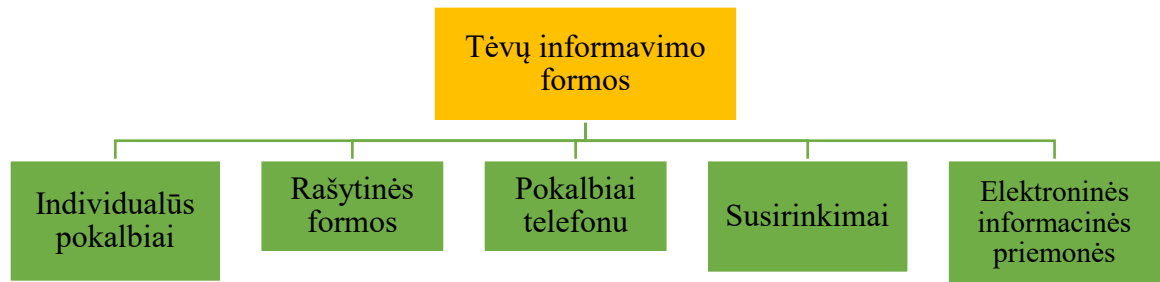 Tėvų informavimo
formos
Individualūs
pokalbiai
Rašytinės
formos
Pokalbiai
telefonu
Susirinkimai
Elektroninės
informacinės
priemonės